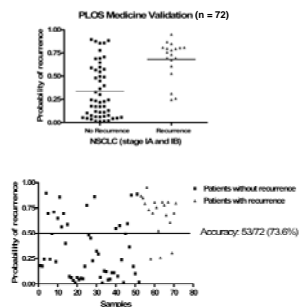 PLOS Medicine Validation (n = 72)
Probability of recurrence
1.00
0.75
0.50
0.25
0.00
No Recurrence
Recurrence
NSCLC (stage IA and IB)
Probability of recurrence
1.00
0.75
0.50
0.25
0.00
0 10 20 30 40 50 60 70 80
Samples
Patients without recurrence
Patients with recurrence
Accuracy: 53/72 (73.6%)